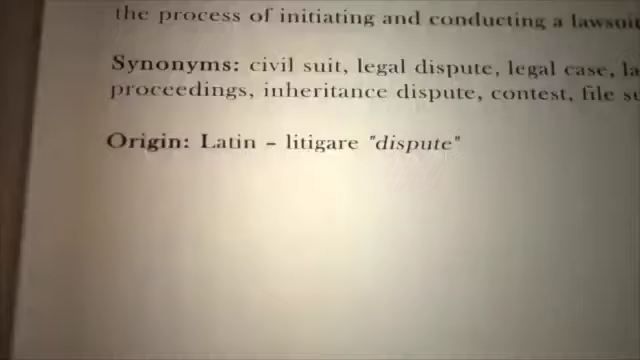 the process of initiating and conducting a
Synonyms: civil suit, legal dispute, legal case,
proceedings, inheritance dispute, contest, file
Origin: Latin – litigare "dispute"